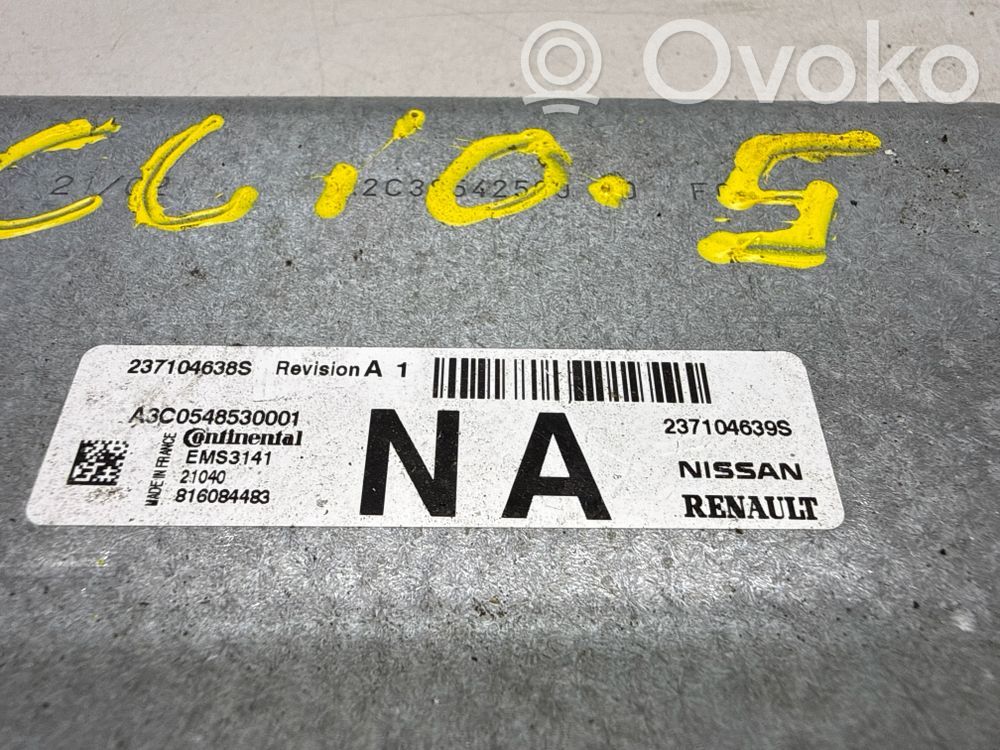 Ovoko
CLiO.5
237104638S Revision A 1
A3C0548530001
Continental
EMS3141
21040
816084483
MADE IN FRANCE
NA
237104639S
NISSAN
RENAULT